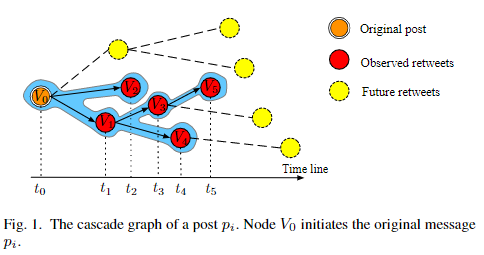 Original post
Observed retweets
Future retweets
V0
V2
V5
V3
V1
V4
Time line
t0 t1 t2 t3 t4 t5
Fig. 1. The cascade graph of a post pi. Node V0 initiates the original message
pi.